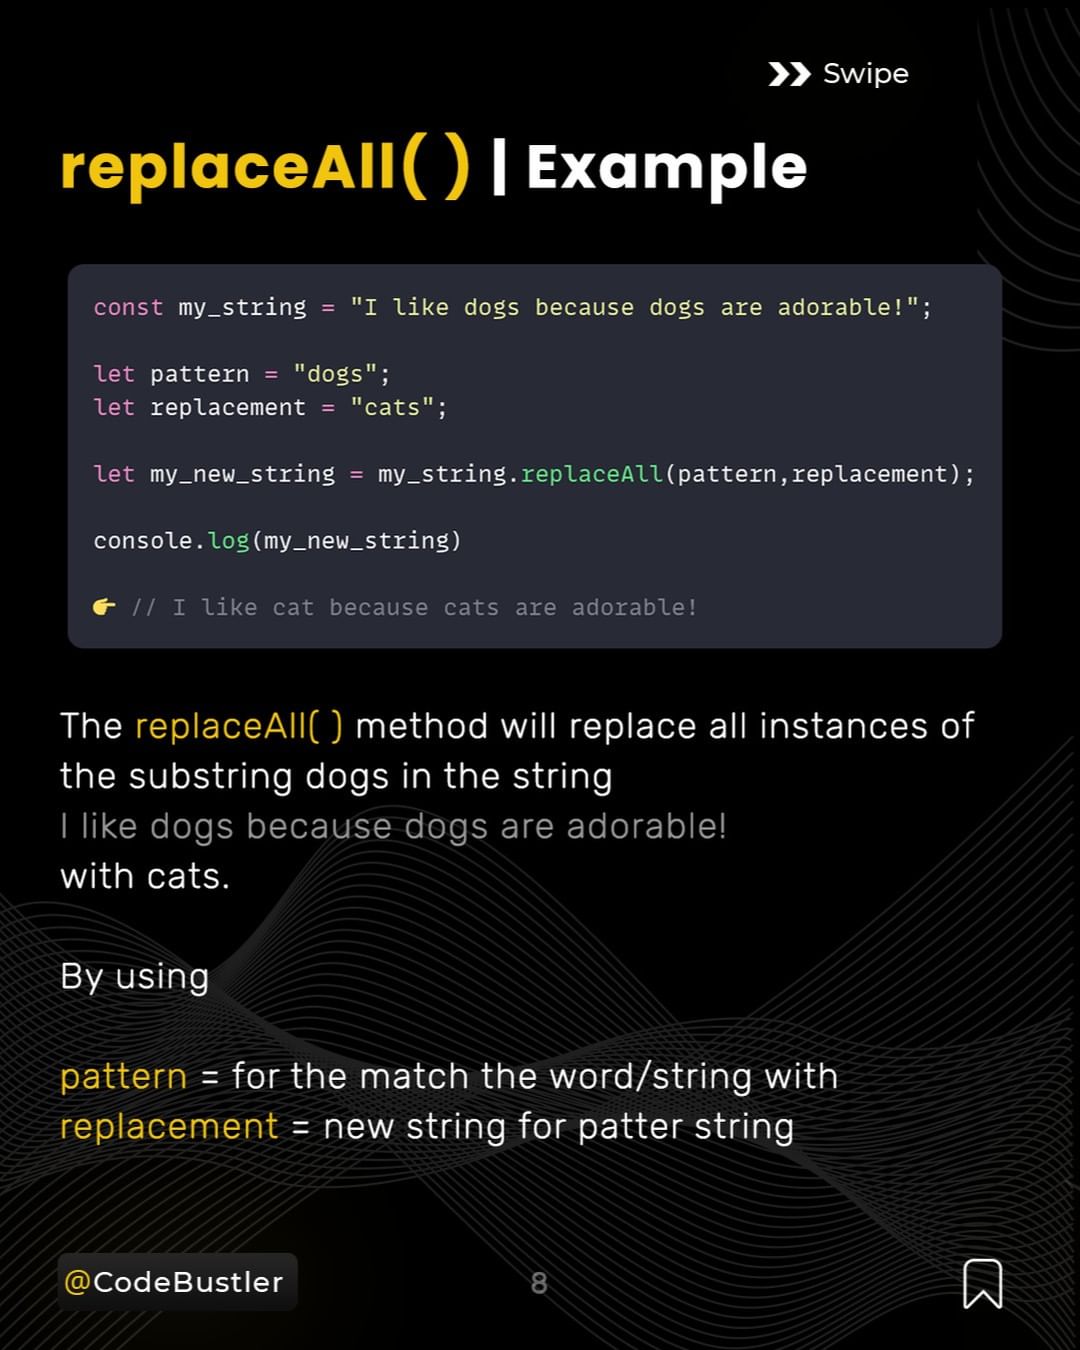 Swipe
replaceAll( ) | Example
const my_string = "I like dogs because dogs are adorable!";
let pattern = "dogs";
let replacement = "cats";
let my_new_string = my_string.replaceAll(pattern,replacement);
console.log(my_new_string)
👉 // I like cat because cats are adorable!
The replaceAll( ) method will replace all instances of
the substring dogs in the string
I like dogs because dogs are adorable!
with cats.
By using
pattern = for the match the word/string with
replacement = new string for patter string
@CodeBustler
8